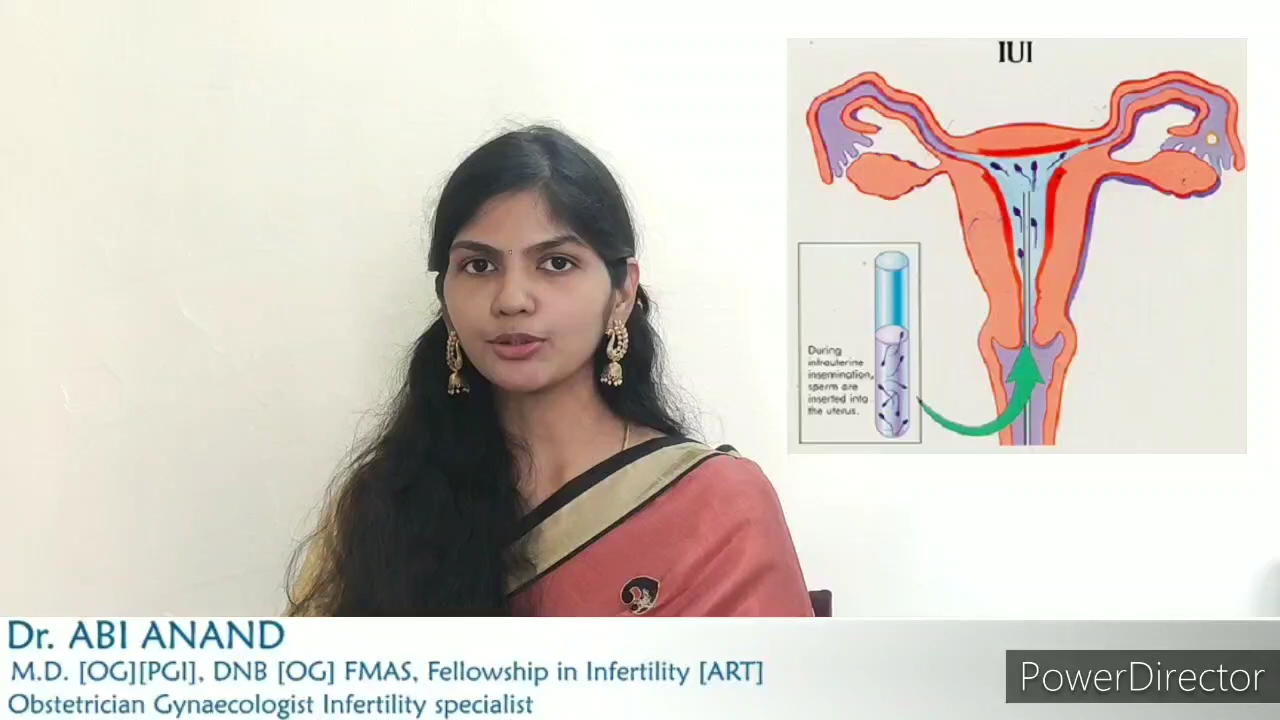 IUI
During
intrauterine
insemination,
sperm are
inserted into
the uterus.
Dr. ABI ANAND
M.D. [OG][PGI], DNB [OG] FMAS, Fellowship in Infertility [ART]
Obstetrician Gynaecologist Infertility specialist
PowerDirector